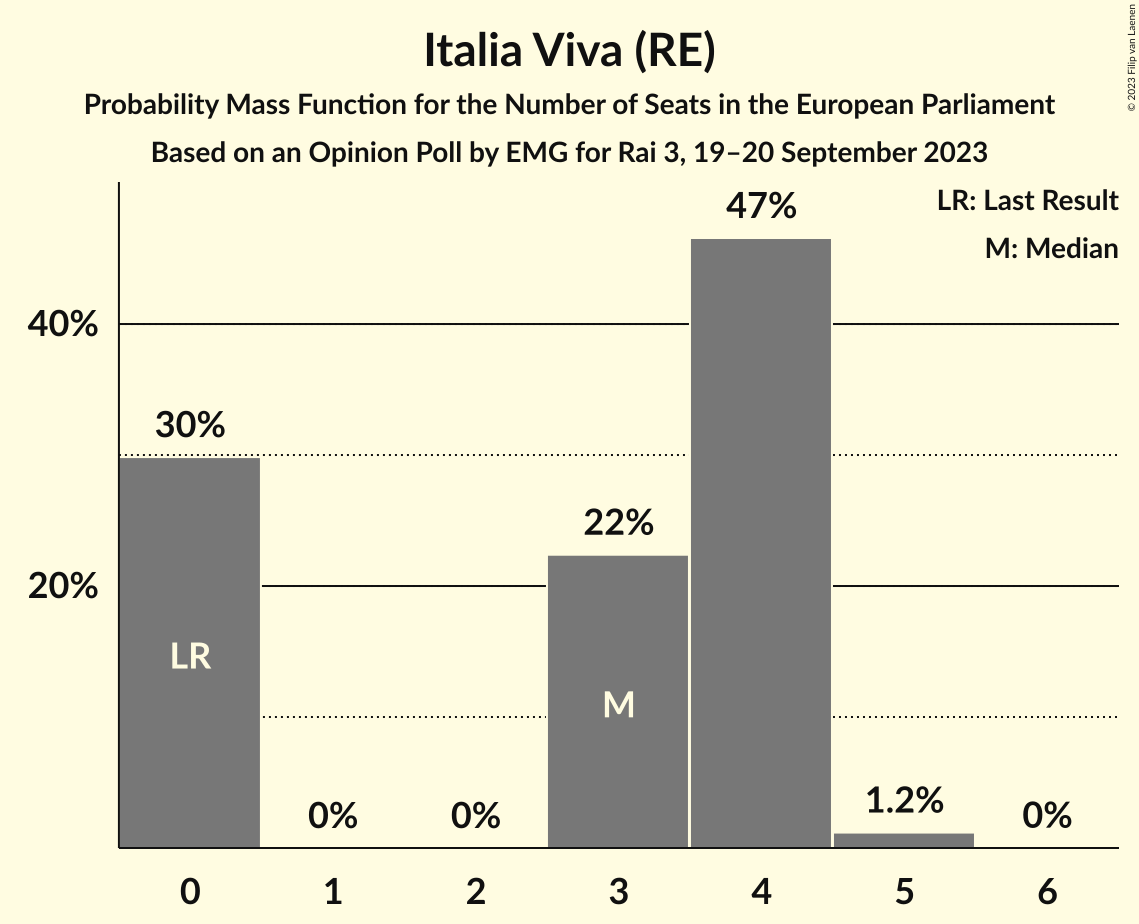 Italia Viva (RE)
Probability Mass Function for the Number of Seats in the European Parliament
Based on an Opinion Poll by EMG for Rai 3, 19–20 September 2023
© 2023 Filip van Laenen
LR: Last Result
M: Median
47%
40%
30%
22%
20%
LR
M
0%
0%
1.2%
0%
0
1
2
3
4
5
6